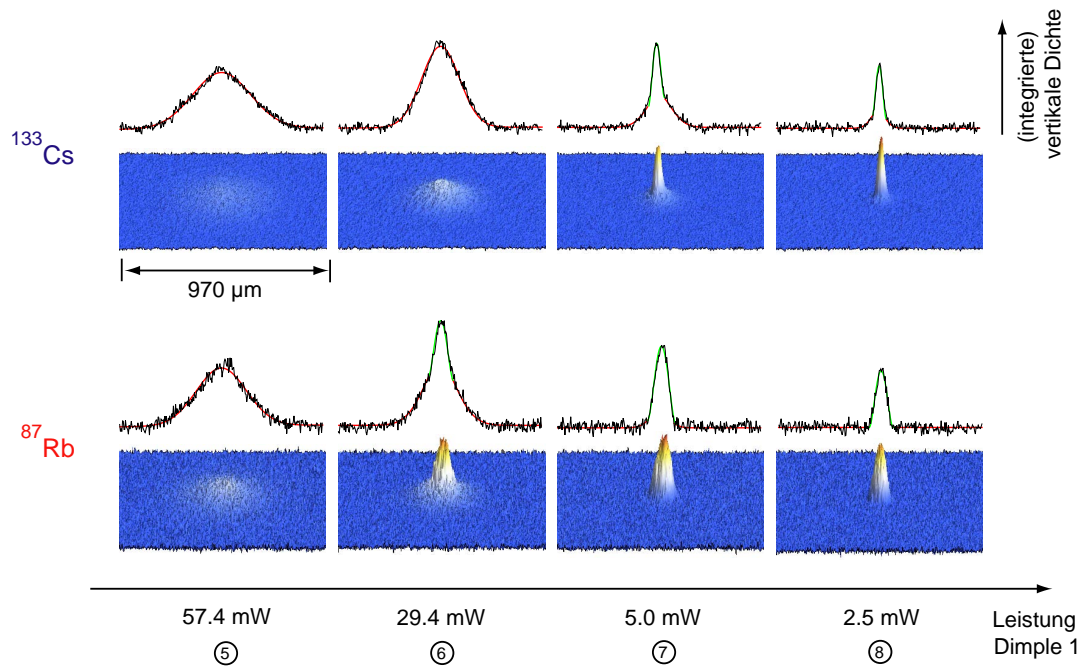 (integrierte)
vertikale Dichte
133Cs
970 µm
87Rb
57.4 mW
29.4 mW
5.0 mW
2.5 mW
Leistung
Dimple 1
5
6
7
8